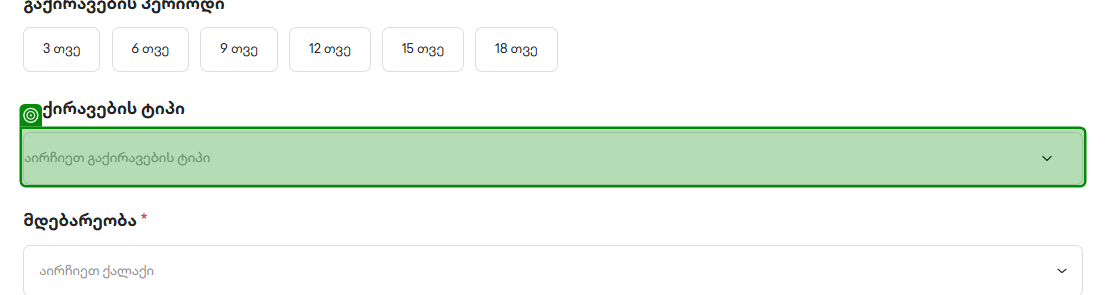 გაქირავების პერიოდი
3 თვე 6 თვე 9 თვე 12 თვე 15 თვე 18 თვე
ქირავების ტიპი
აირჩიეთ გაქირავების ტიპი
მდებარეობა *
აირჩიეთ ქალაქი